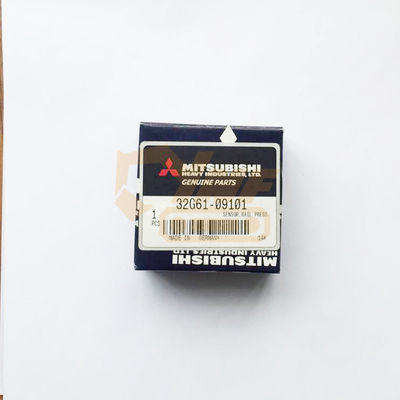 MITSUBISHI
HEAVY INDUSTRIES, LTD.
GENUINE PARTS
32G61-09101
1
PCS
SENSOR,RAIL PRESS.
MADE IN GERMANY
MITSUBISHI
HEAVY INDUSTRIES LTD